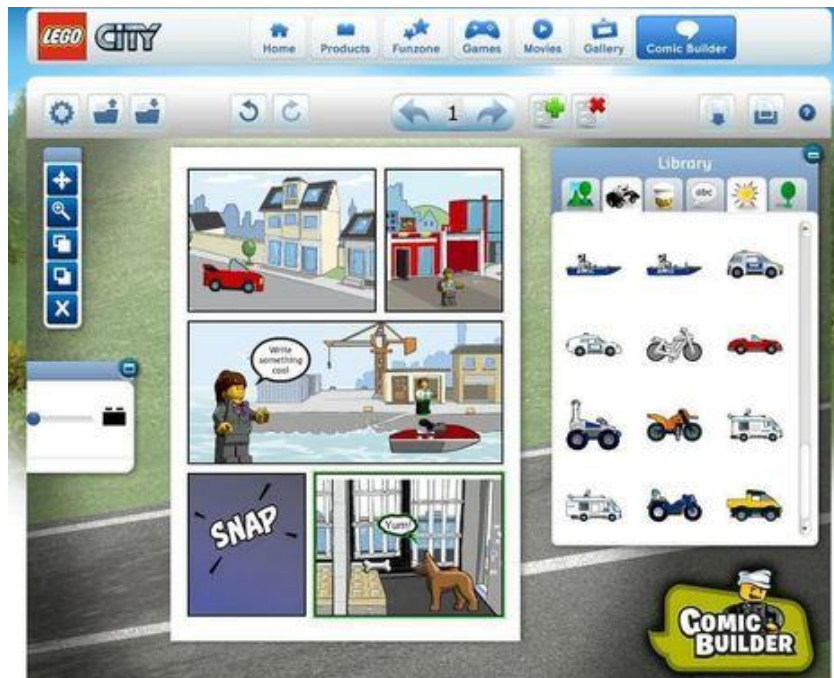 LEGO CITY
Home
Products
Funzone
Games
Movies
Gallery
Comic Builder
1
?
Library
abc
X
Write
something
cool
SNAP
Yum!
COMIC
BUILDER